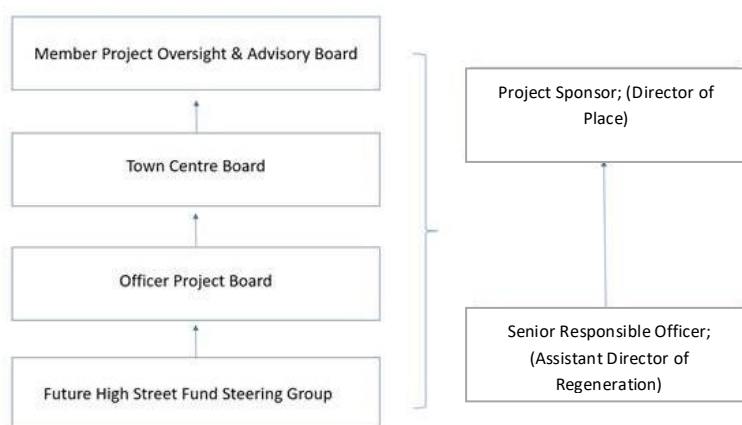 Member Project Oversight & Advisory Board
Town Centre Board
Officer Project Board
Future High Street Fund Steering Group
Project Sponsor; (Director of
Place)
Senior Responsible Officer;
(Assistant Director of
Regeneration)